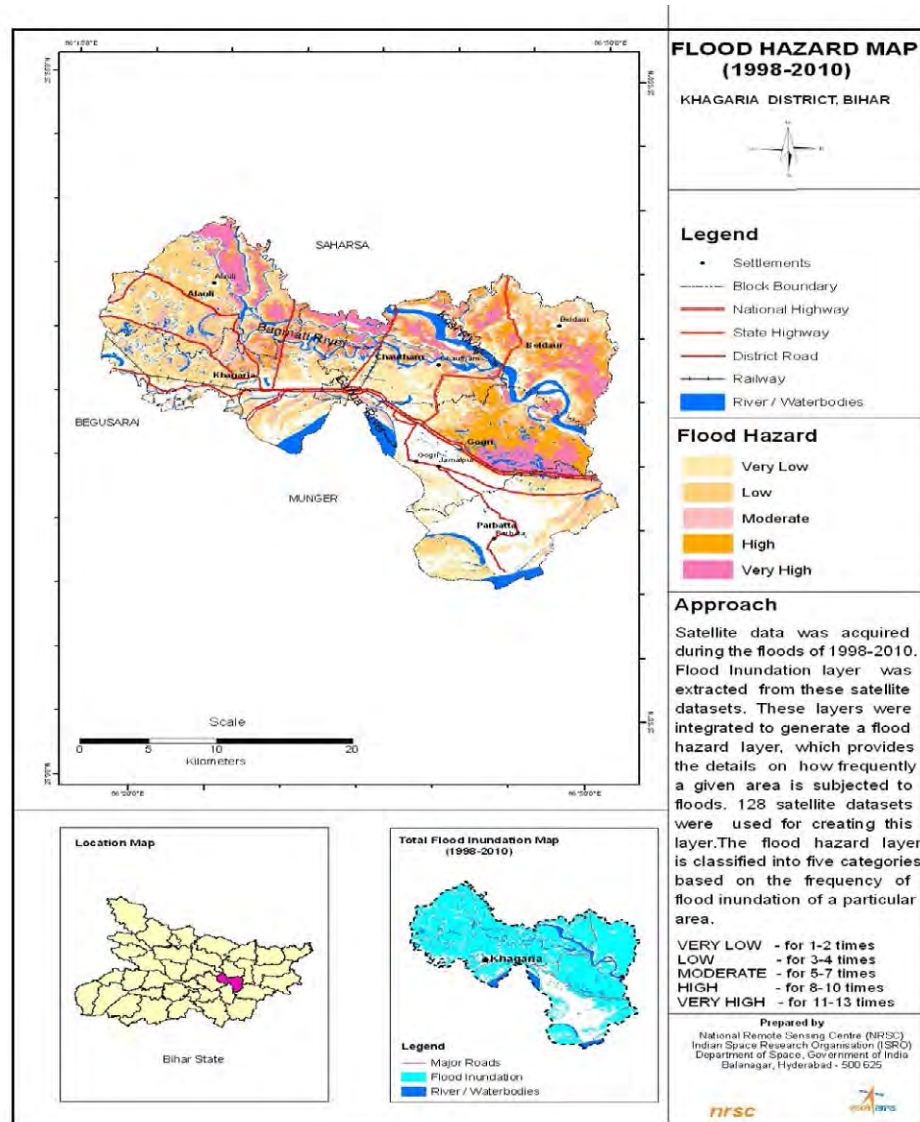 FLOOD HAZARD MAP
(1998-2010)
KHAGARIA DISTRICT, BIHAR
SAHARSA
Alauli
Alaoli
Bagmati River
Khagaria
Chautham
Chautham
Beldaur
Beldaur
BEGUSARAI
MUNGER
Gogri
Gogri
Jamalpur
Parbatta
Parbatta
Scale
0 5 10 20
Kilometers
Legend
Settlements
Block Boundary
National Highway
State Highway
District Road
Railway
River / Waterbodies
Flood Hazard
Very Low
Low
Moderate
High
Very High
Approach
Satellite data was acquired
during the floods of 1998-2010.
Flood Inundation layer was
extracted from these satellite
datasets. These layers were
integrated to generate a flood
hazard layer, which provides
the details on how frequently
a given area is subjected to
floods. 128 satellite datasets
were used for creating this
layer.The flood hazard layer
is classified into five categories
based on the frequency of
flood inundation of a particular
area.
VERY LOW - for 1-2 times
LOW - for 3-4 times
MODERATE - for 5-7 times
HIGH - for 8-10 times
VERY HIGH - for 11-13 times
Prepared by
National Remote Sensing Centre (NRSC)
Indian Space Research Organisation (ISRO)
Department of Space, Government of India
Balanagar, Hyderabad - 500 625
nrsc
Location Map
Bihar State
Total Flood Inundation Map
(1998-2010)
Khagaria
Legend
Major Roads
Flood Inundation
River / Waterbodies